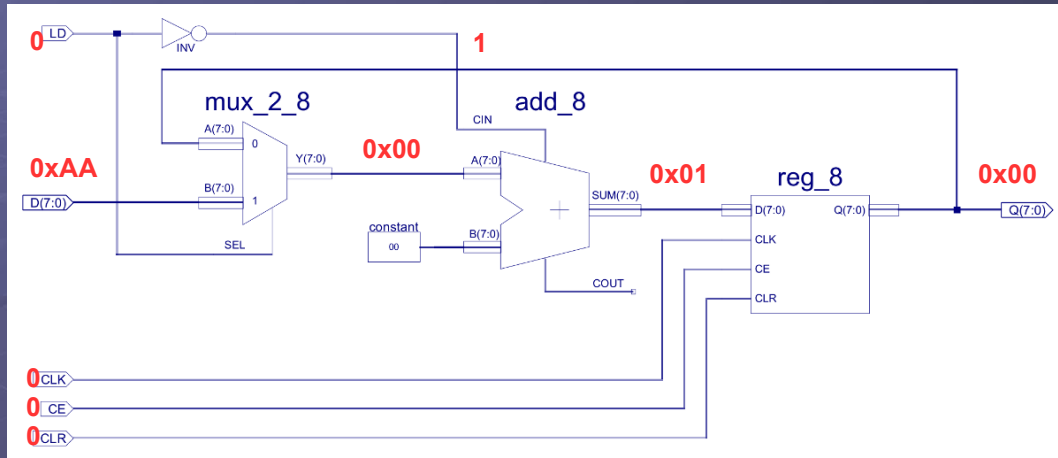 0 LD
INV
1
mux_2_8
add_8
CIN
A(7:0)
0
Y(7:0)
0x00
A(7:0)
0xAA
B(7:0)
1
D(7:0)
SEL
constant
00
B(7:0)
SUM(7:0)
0x01
COUT
reg_8
0x00
D(7:0)
Q(7:0)
Q(7:0)
CLK
CE
CLR
0 CLK
0 CE
0 CLR